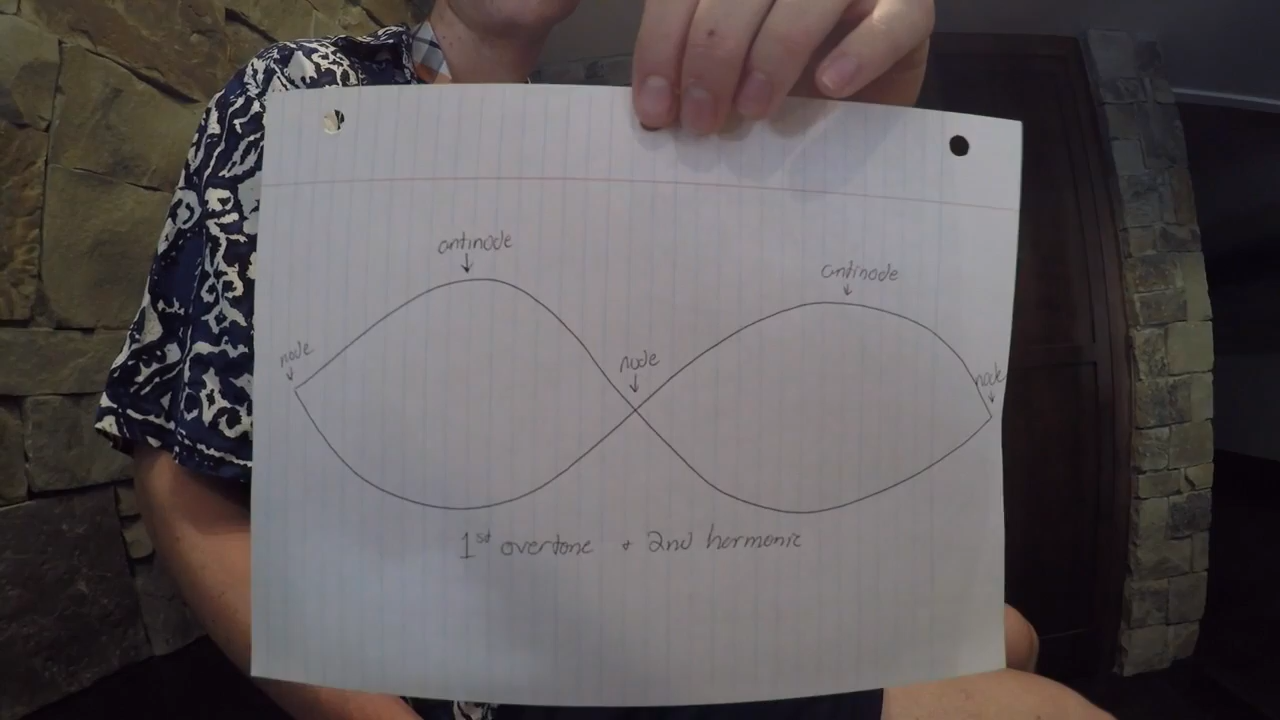 antinode
antinode
node
node
node
1st overtone + 2nd harmonic